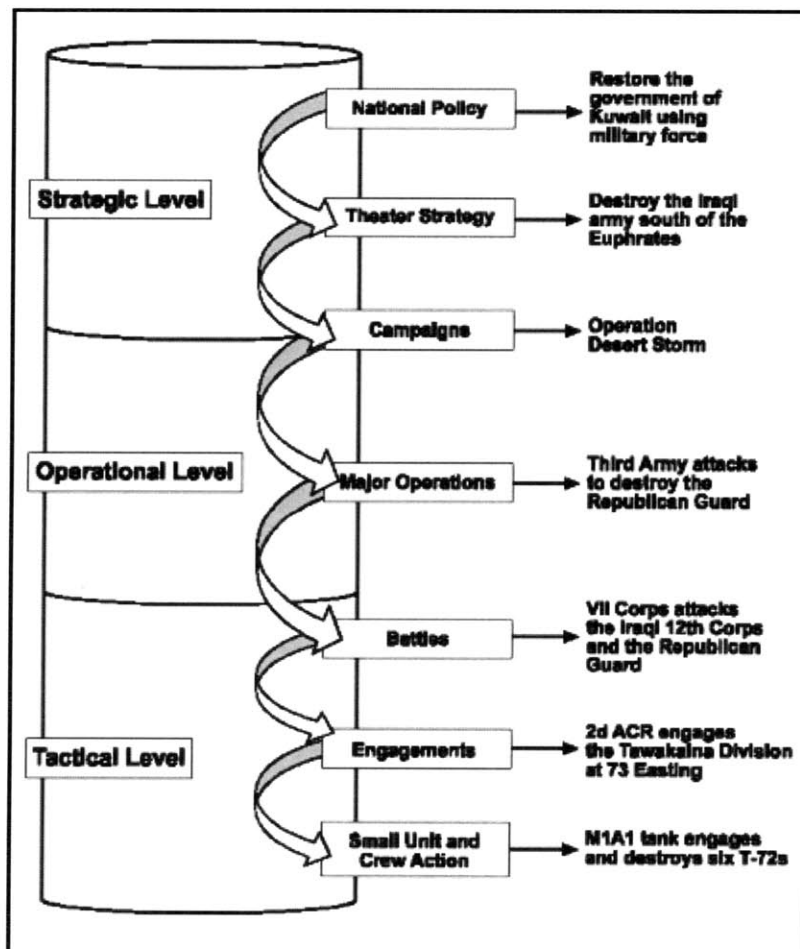 National Policy
Restore the
government of
Kuwait using
military force
Strategic Level
Theater Strategy
Destroy the Iraqi
army south of the
Euphrates
Campaigns
Operation
Desert Storm
Operational Level
Major Operations
Third Army attacks
to destroy the
Republican Guard
Battles
VII Corps attacks
the Iraqi 12th Corps
and the Republican
Guard
Tactical Level
Engagements
2d ACR engages
the Tawakalna Division
at 73 Easting
Small Unit and
Crew Action
M1A1 tank engages
and destroys six T-72s